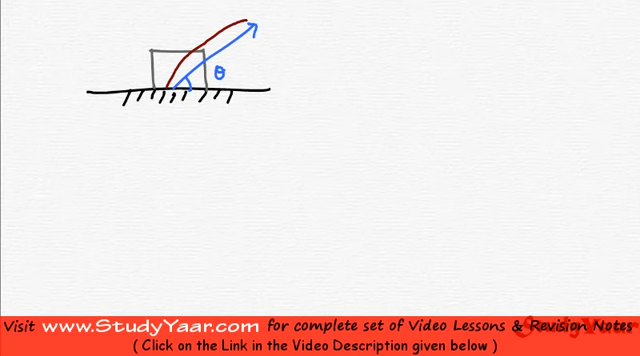 θ
StudyYaar
Visit www.StudyYaar.com for complete set of Video Lessons & Revision Notes
( Click on the Link in the Video Description given below )